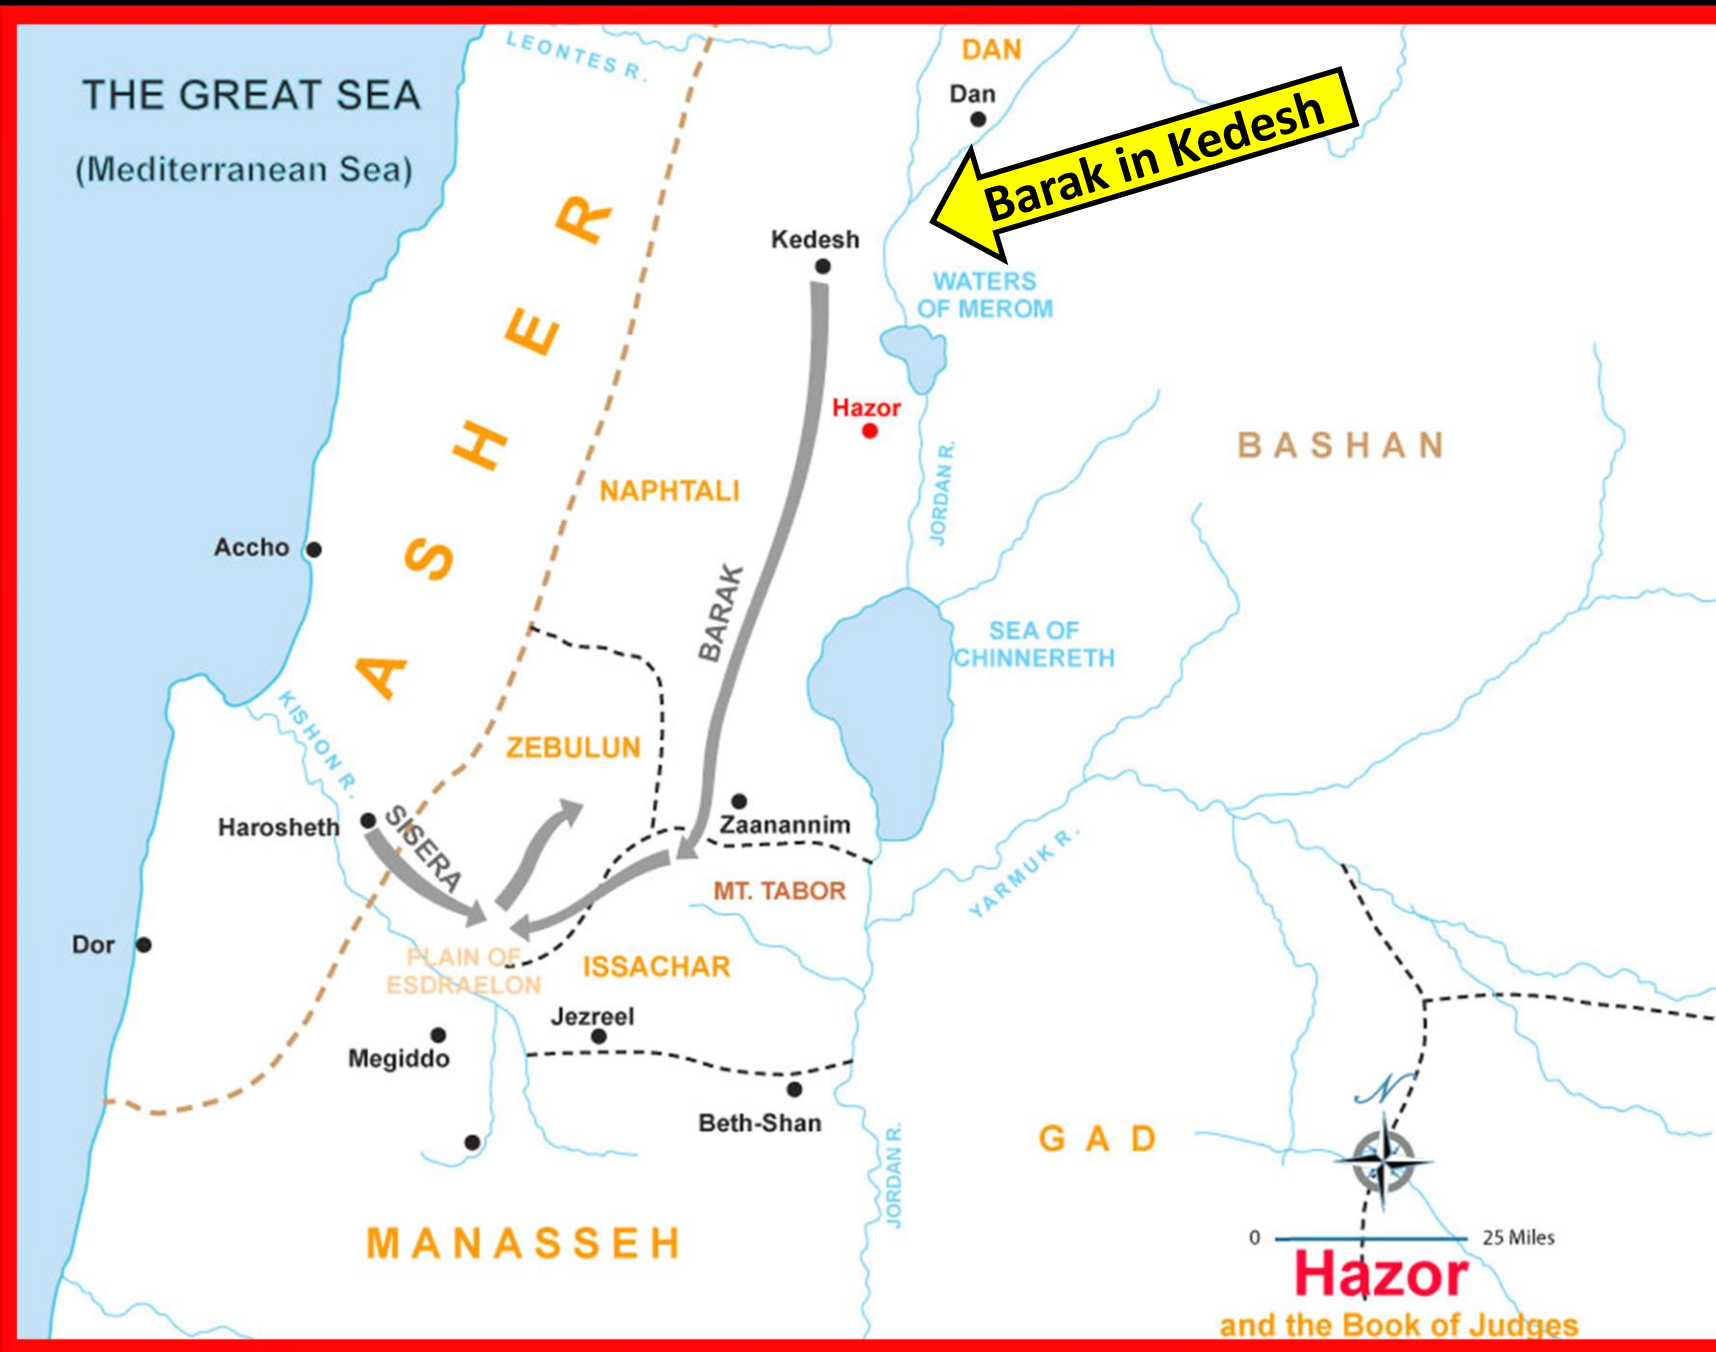 THE GREAT SEA
(Mediterranean Sea)
LEONTES R.
DAN
Dan
Barak in Kedesh
ASHER
Kedesh
WATERS
OF MEROM
Hazor
BASHAN
JORDAN R.
NAPHTALI
Accho
BARAK
SEA OF
CHINNERETH
KISHON R.
ZEBULUN
Harosheth
SISERA
Zaanannim
MT. TABOR
YARMUK R.
Dor
PLAIN OF
ESDRAELON
ISSACHAR
Jezreel
Megiddo
Beth-Shan
JORDAN R.
GAD
N
MANASSEH
0
25 Miles
Hazor
and the Book of Judges